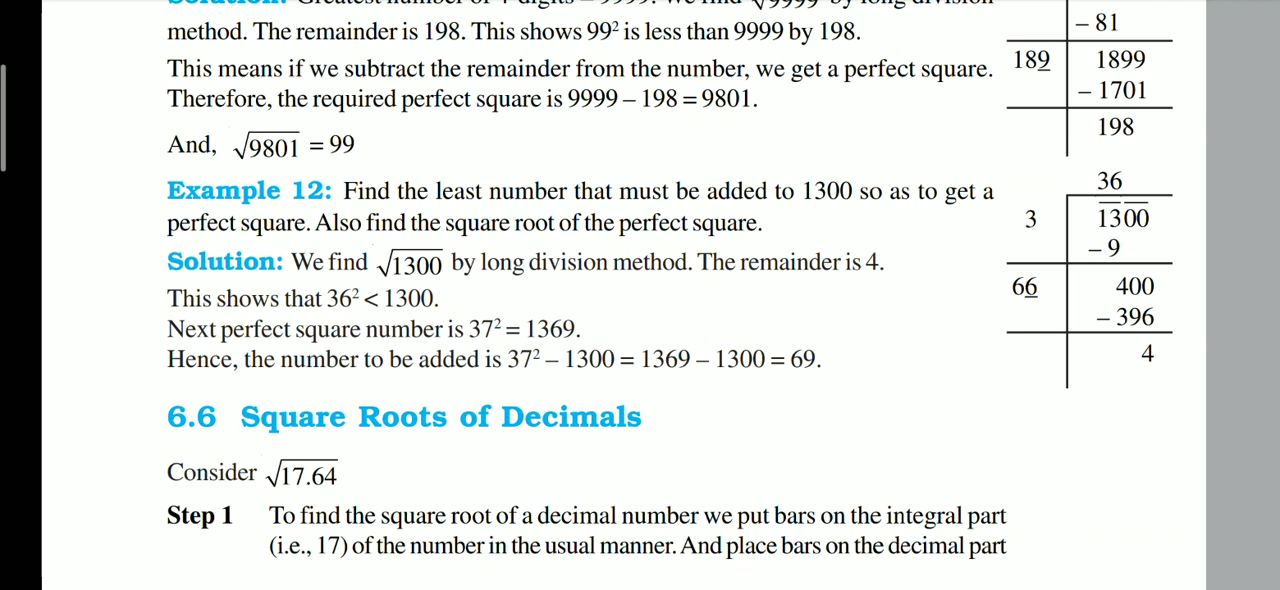 method. The remainder is 198. This shows 99² is less than 9999 by 198.
This means if we subtract the remainder from the number, we get a perfect square.
Therefore, the required perfect square is 9999 – 198 = 9801.
And, √9801 = 99
– 81
189 1899
– 1701
198
Example 12: Find the least number that must be added to 1300 so as to get a
perfect square. Also find the square root of the perfect square.
Solution: We find √1300 by long division method. The remainder is 4.
This shows that 36² < 1300.
Next perfect square number is 37² = 1369.
Hence, the number to be added is 37² – 1300 = 1369 – 1300 = 69.
36
3 1300
– 9
66 400
– 396
4
6.6 Square Roots of Decimals
Consider √17.64
Step 1 To find the square root of a decimal number we put bars on the integral part
(i.e., 17) of the number in the usual manner. And place bars on the decimal part